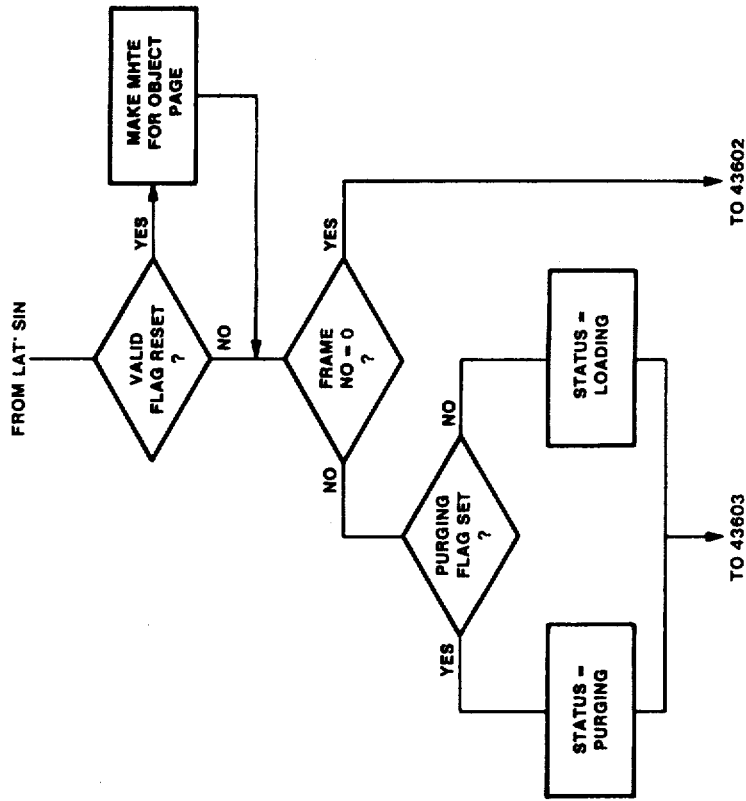 FROM LAT' SIN
VALID
FLAG RESET
?
YES
MAKE MHTE
FOR OBJECT
PAGE
NO
FRAME
NO = 0
?
YES
NO
PURGING
FLAG SET
?
YES
NO
STATUS =
PURGING
STATUS =
LOADING
TO 43603
TO 43602